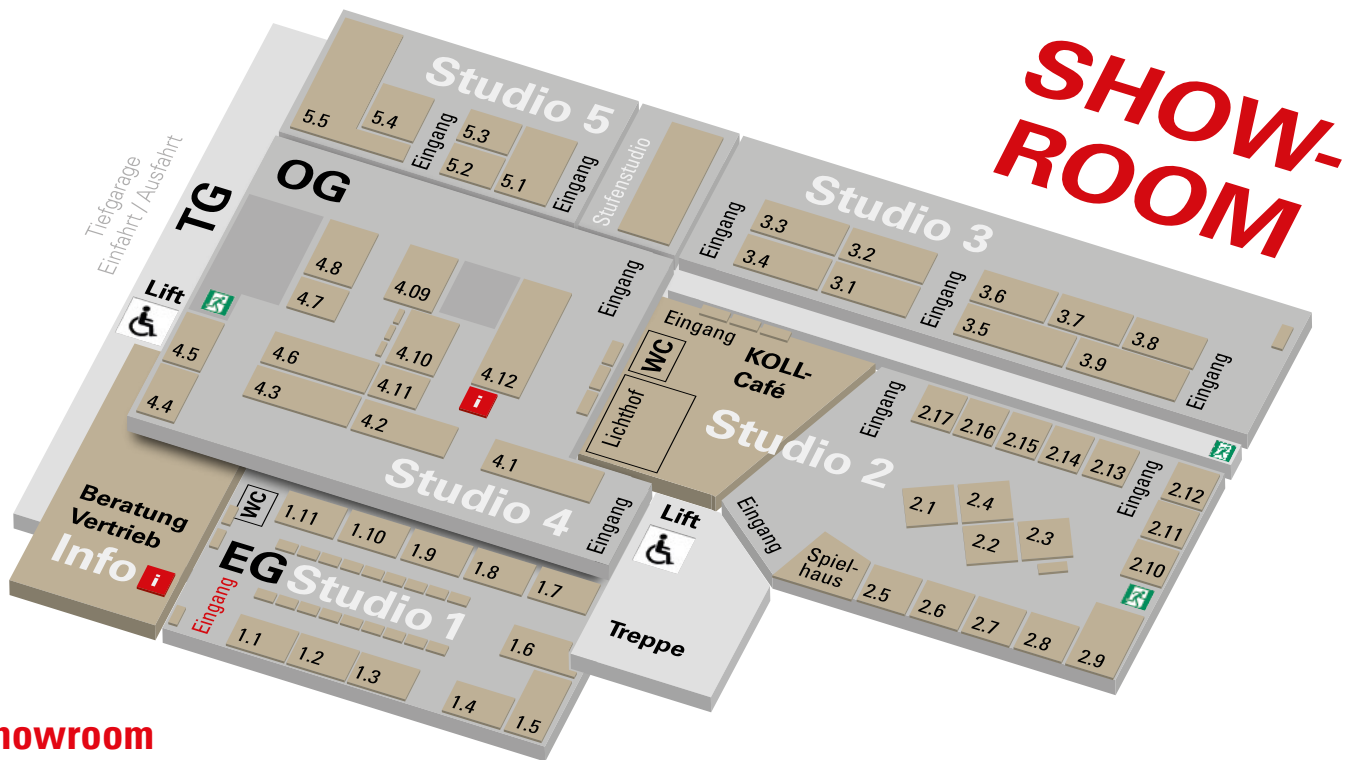 SHOW-
ROOM
Studio 5
5.5
5.4
Eingang
5.3
5.2
5.1
Eingang
Stufenstudio
Studio 3
Eingang
3.3
3.2
3.4
3.1
Eingang
3.6
3.7
3.8
3.5
3.9
Eingang
Tiefgarage
Einfahrt / Ausfahrt
TG
OG
Lift
4.8
4.7
4.09
4.10
4.11
4.12
i
Eingang
4.5
4.4
4.6
4.3
4.2
4.1
Studio 4
Eingang
Eingang
WC
KOLL-
Café
Lichthof
Studio 2
Eingang
2.17
2.16
2.15
2.14
2.13
Eingang
2.12
2.11
2.10
2.1
2.4
2.2
2.3
Eingang
Spiel-
haus
2.5
2.6
2.7
2.8
2.9
Lift
Treppe
Beratung
Vertrieb
Info
i
WC
EG
Studio 1
Eingang
1.11
1.10
1.9
1.8
1.7
1.1
1.2
1.3
1.6
1.4
1.5
howroom